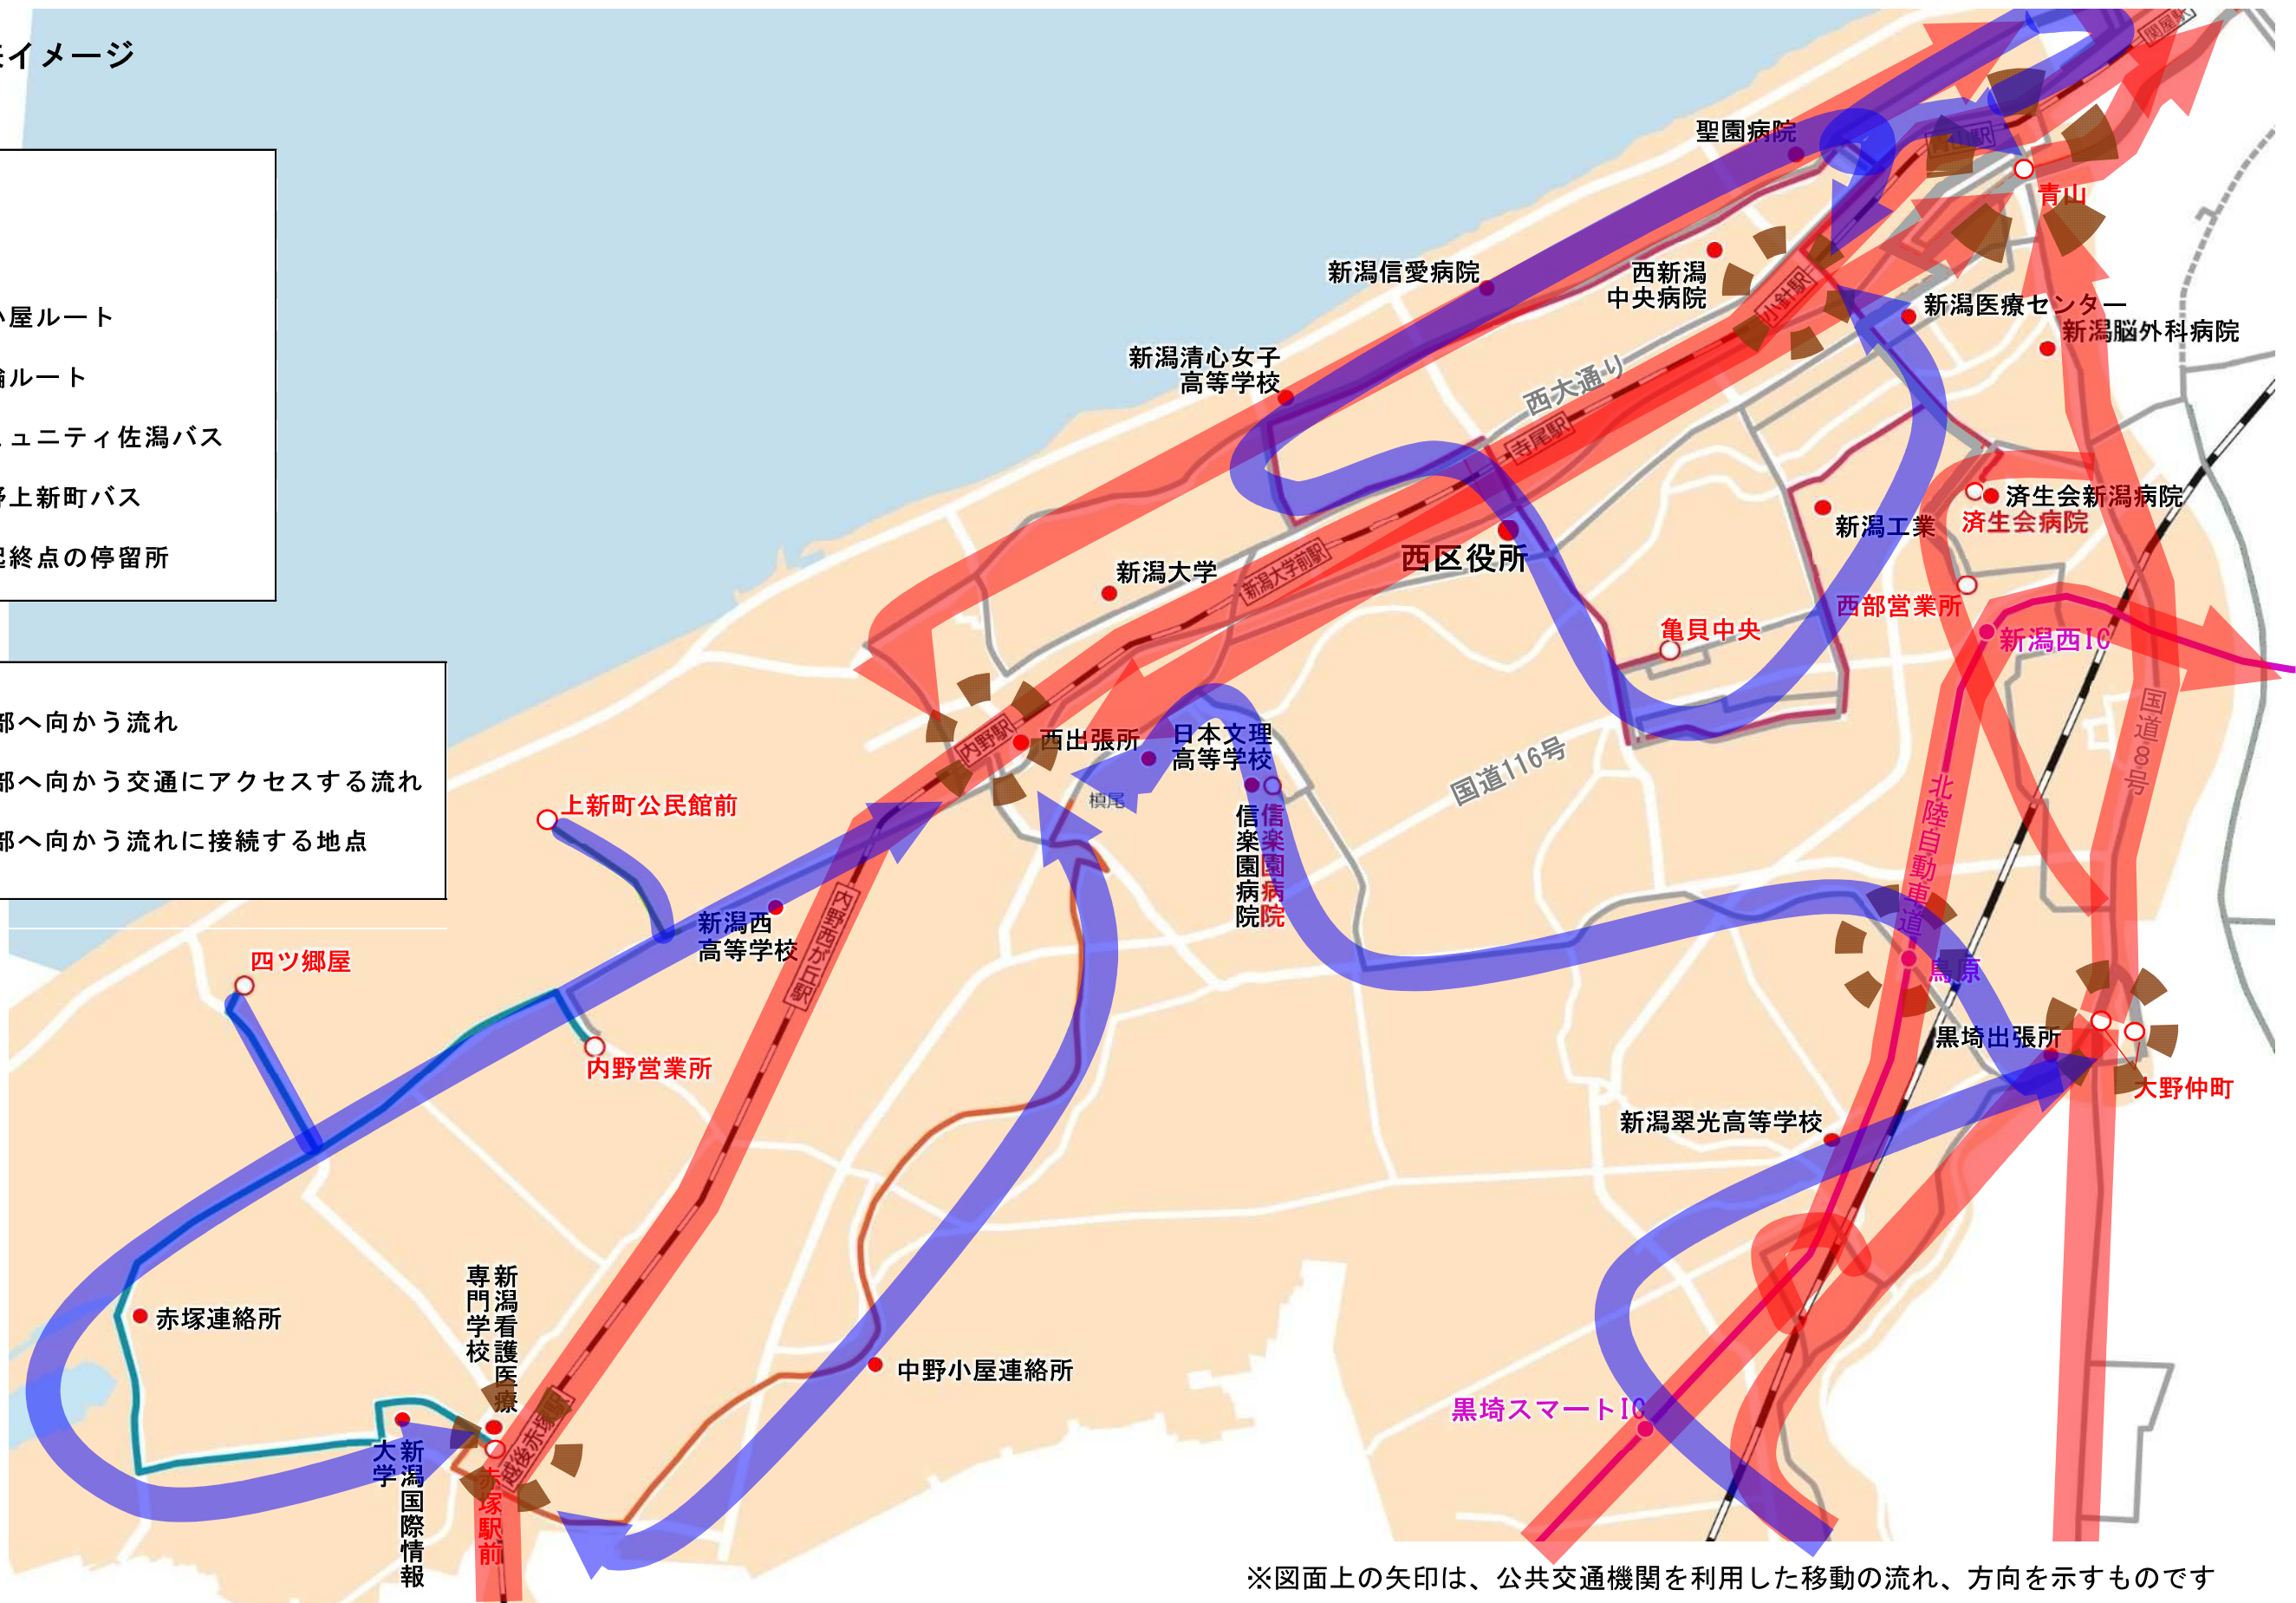 イメージ
屋ルート
ルート
ュニティ佐潟バス
上新町バス
終点の停留所
部へ向かう流れ
部へ向かう交通にアクセスする流れ
部へ向かう流れに接続する地点
関屋駅
聖園病院
青山駅
青山
新潟信愛病院
西新潟
中央病院
小針駅
新潟医療センター
新潟脳外科病院
新潟清心女子
高等学校
西大通り
寺尾駅
済生会新潟病院
済生会病院
新潟工業
西区役所
新潟大学前駅
新潟大学
西部営業所
亀貝中央
新潟西IC
国道8号
内野駅
西出張所
日本文理
高等学校
槙尾
国道116号
信楽園病院
信楽園病院
北陸自動車道
上新町公民館前
新潟西
高等学校
内野西が丘駅
四ツ郷屋
鳥原
内野営業所
黒埼出張所
大野仲町
新潟翠光高等学校
新潟看護医療
専門学校
赤塚連絡所
中野小屋連絡所
越後赤塚駅
黒埼スマートIC
新潟国際情報
大学
赤塚駅前
※図面上の矢印は、公共交通機関を利用した移動の流れ、方向を示すものです